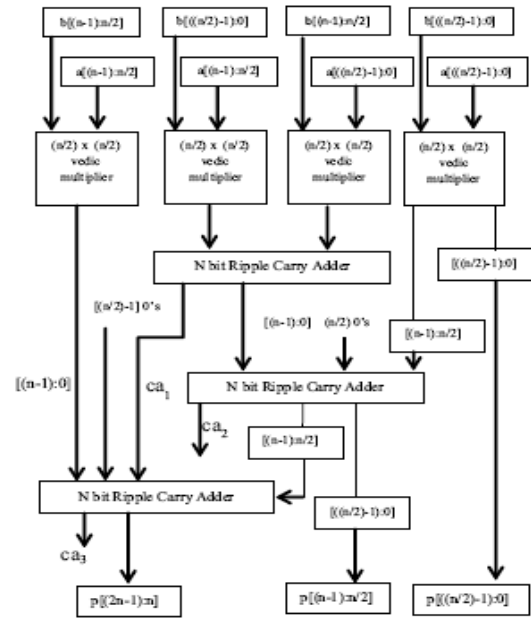 b[(n-1):n/2]
b[((n/2)-1):0]
b[(n-1):n/2]
b[((n/2)-1):0]
a[(n-1):n/2]
a[(n-1):n/2]
a[((n/2)-1):0]
a[((n/2)-1):0]
(n/2) x (n/2)
vedic
multiplier
(n/2) x (n/2)
vedic
multiplier
(n/2) x (n/2)
vedic
multiplier
(n/2) x (n/2)
vedic
multiplier
N bit Ripple Carry Adder
[((n/2)-1):0]
[(n/2)-1] 0's
[(n-1):0]
(n/2) 0's
[(n-1):n/2]
[(n-1):0]
ca1
N bit Ripple Carry Adder
ca2
[(n-1):n/2]
N bit Ripple Carry Adder
[((n/2)-1):0]
ca3
p[(2n-1):n]
p[(n-1):n/2]
p[((n/2)-1):0]